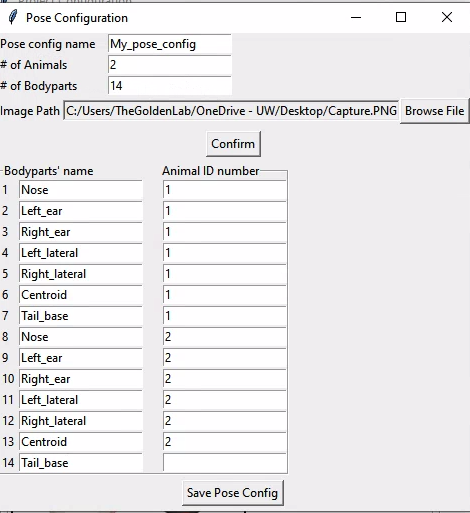 Pose Configuration
Pose config name My_pose_config
# of Animals 2
# of Bodyparts 14
Image Path C:/Users/TheGoldenLab/OneDrive - UW/Desktop/Capture.PNG Browse File
Confirm
Bodyparts' name Animal ID number
1 Nose 1
2 Left_ear 1
3 Right_ear 1
4 Left_lateral 1
5 Right_lateral 1
6 Centroid 1
7 Tail_base 1
8 Nose 2
9 Left_ear 2
10 Right_ear 2
11 Left_lateral 2
12 Right_lateral 2
13 Centroid 2
14 Tail_base
Save Pose Config